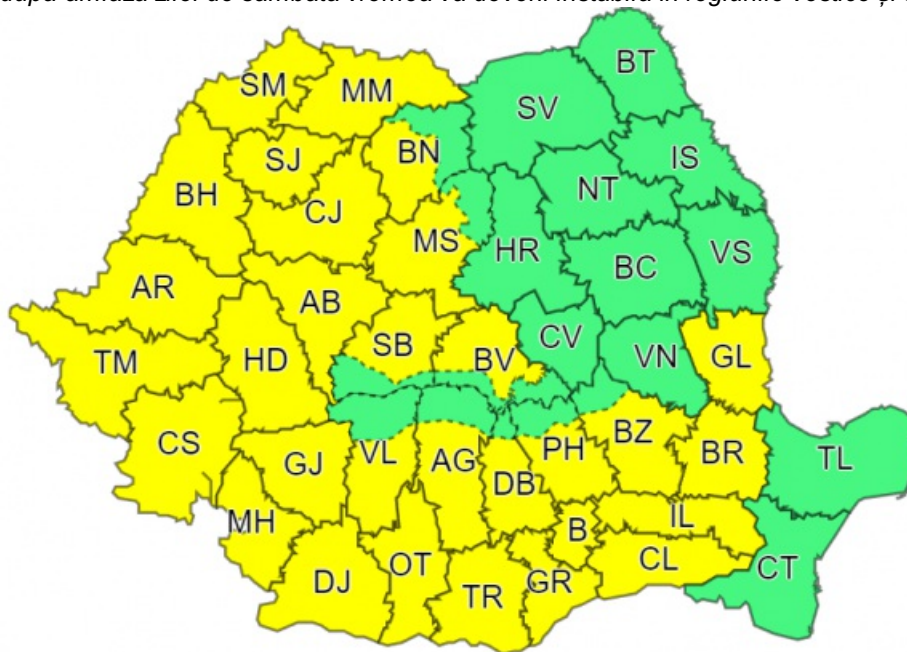 după-amiaza zilei de sâmbătă vremea va deveni instabilă în regiunile vestice și
BT
SM
MM
SV
BN
SJ
IS
NT
BH
CJ
MS
HR
BC
VS
AR
AB
TM
HD
SB
BV
CV
VN
GL
CS
GJ
VL
AG
DB
PH
BZ
BR
TL
MH
B
IL
DJ
OT
TR
GR
CL
CT